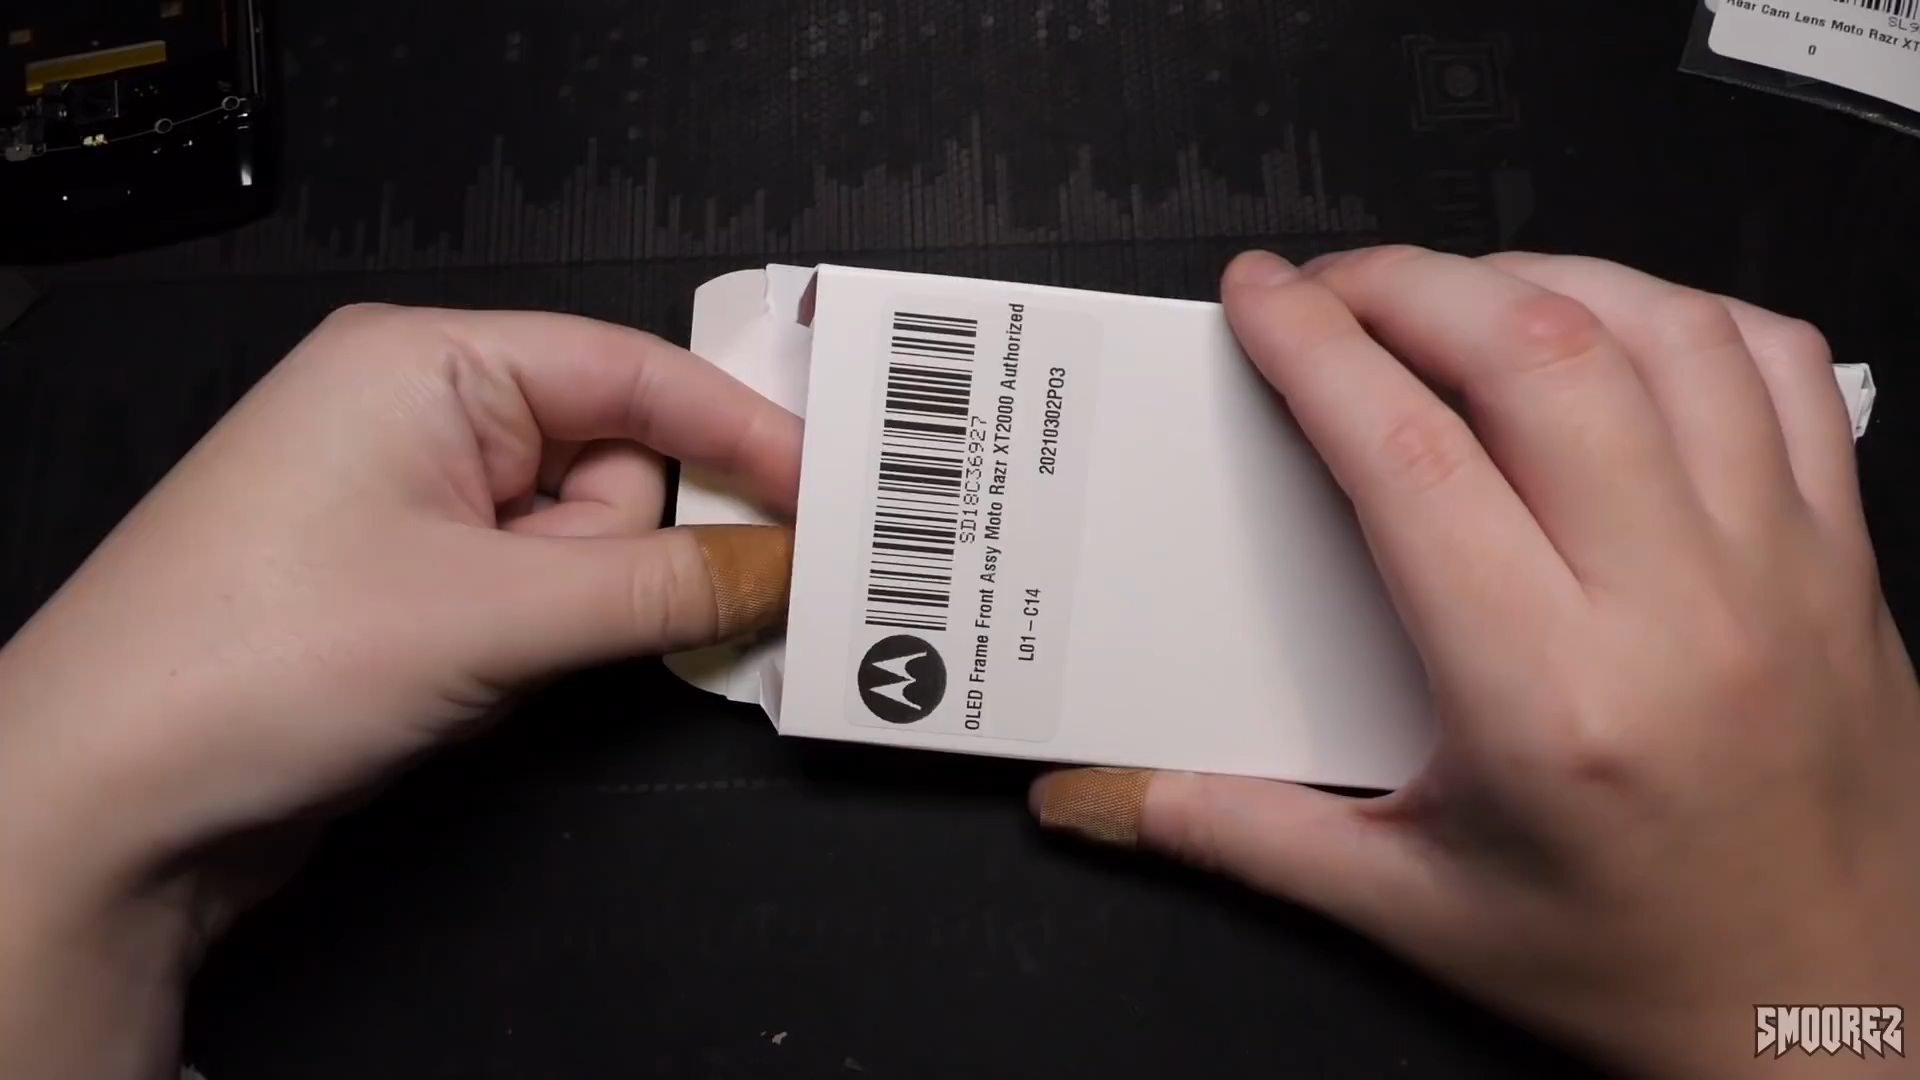 SD18C36927
OLED Frame Front Assy Moto Razr XT2000 Authorized
L01-C14 20210302P03
Rear Cam Lens Moto Razr XT
0
SMOOREZ